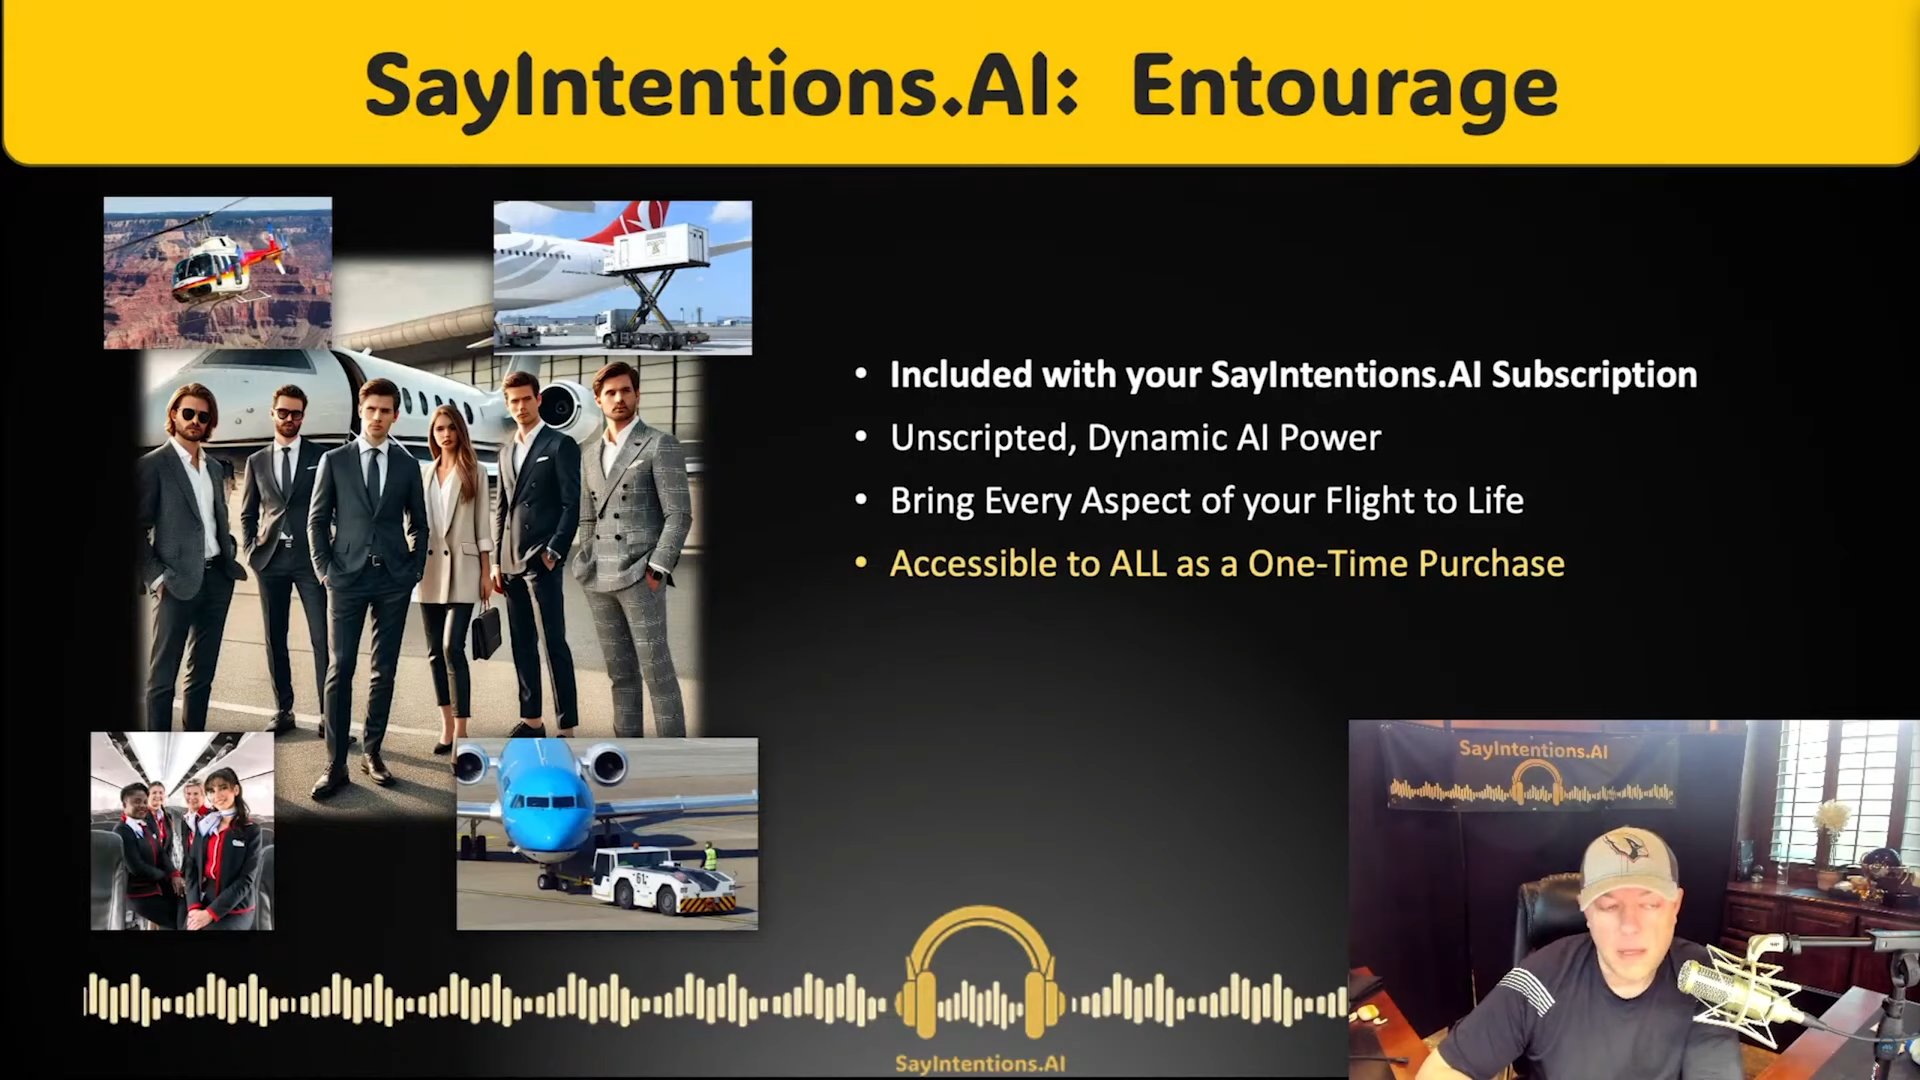 SayIntentions.AI: Entourage
• Included with your SayIntentions.AI Subscription
• Unscripted, Dynamic AI Power
• Bring Every Aspect of your Flight to Life
• Accessible to ALL as a One-Time Purchase
61
SayIntentions.AI
SayIntentions.AI